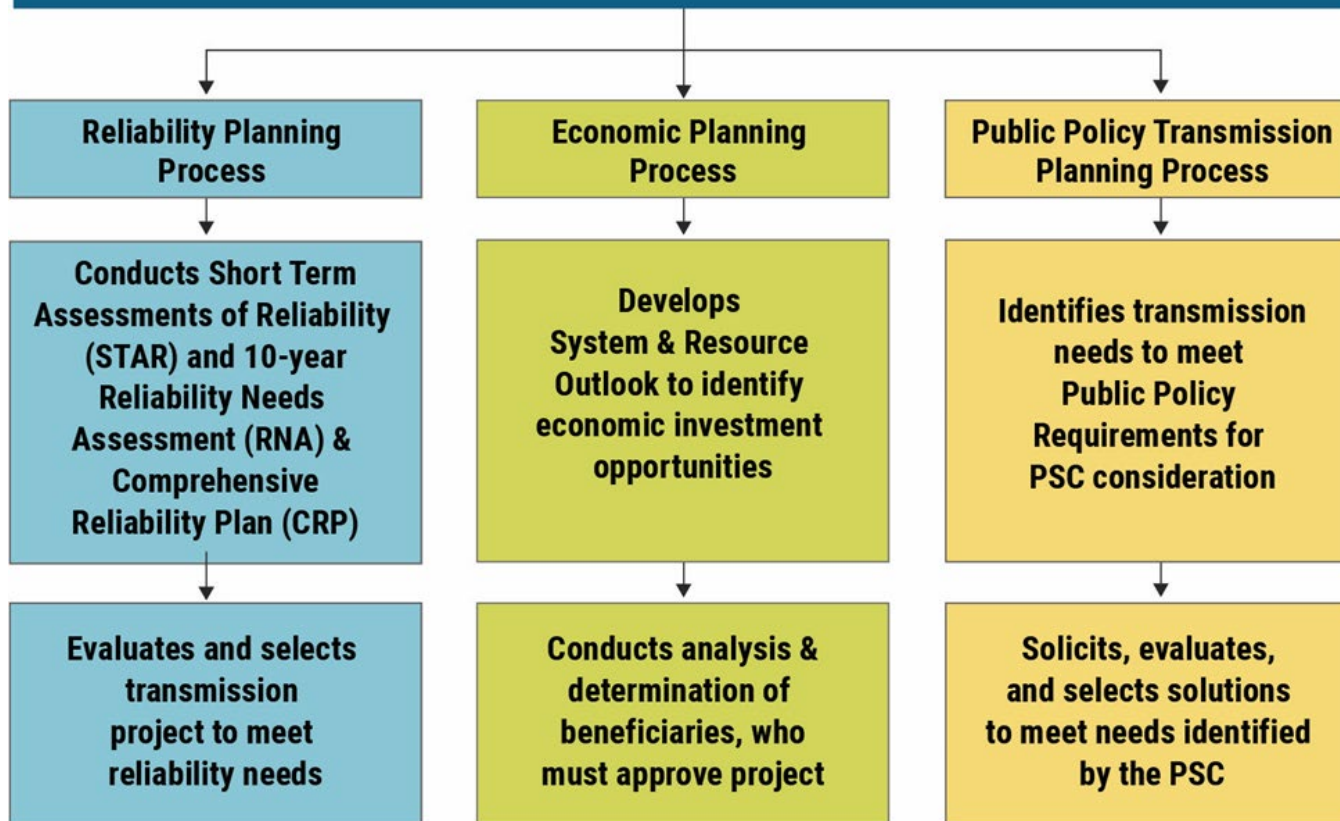 Reliability Planning
Process
Conducts Short Term
Assessments of Reliability
(STAR) and 10-year
Reliability Needs
Assessment (RNA) &
Comprehensive
Reliability Plan (CRP)
Evaluates and selects
transmission
project to meet
reliability needs
Economic Planning
Process
Develops
System & Resource
Outlook to identify
economic investment
opportunities
Conducts analysis &
determination of
beneficiaries, who
must approve project
Public Policy Transmission
Planning Process
Identifies transmission
needs to meet
Public Policy
Requirements for
PSC consideration
Solicits, evaluates,
and selects solutions
to meet needs identified
by the PSC